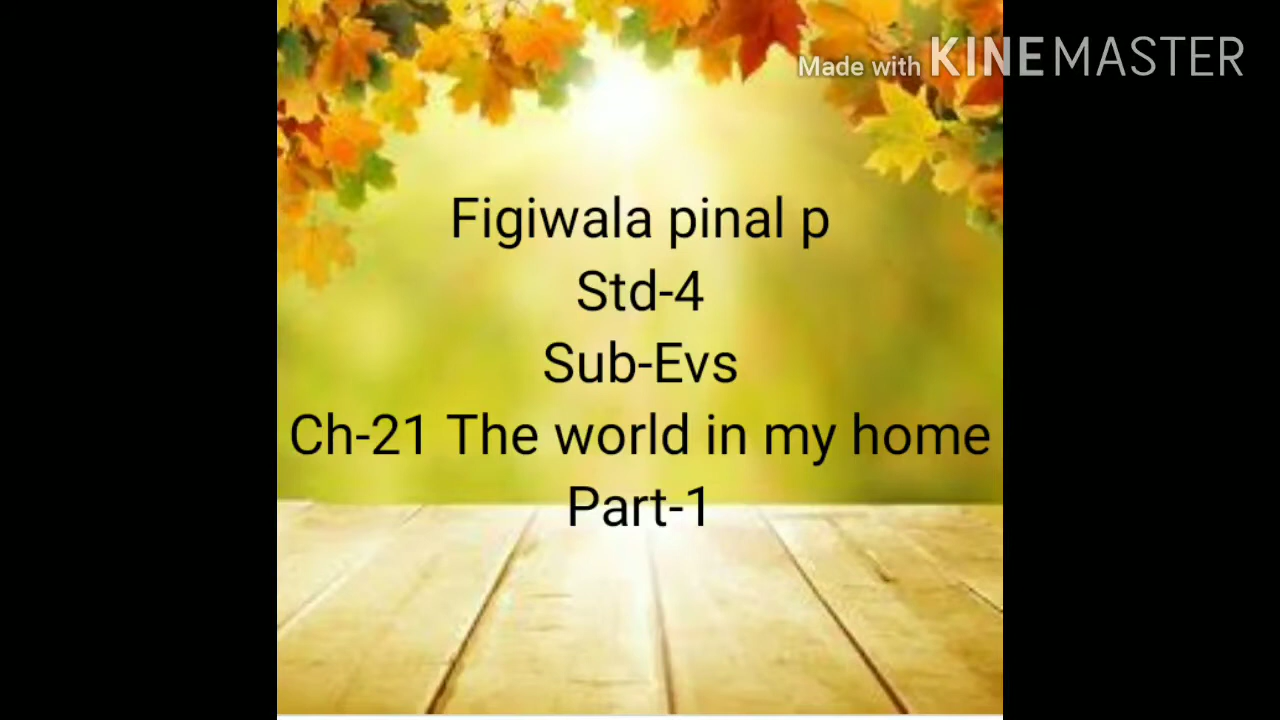 Made with KINEMASTER
Figiwala pinal p
Std-4
Sub-Evs
Ch-21 The world in my home
Part-1